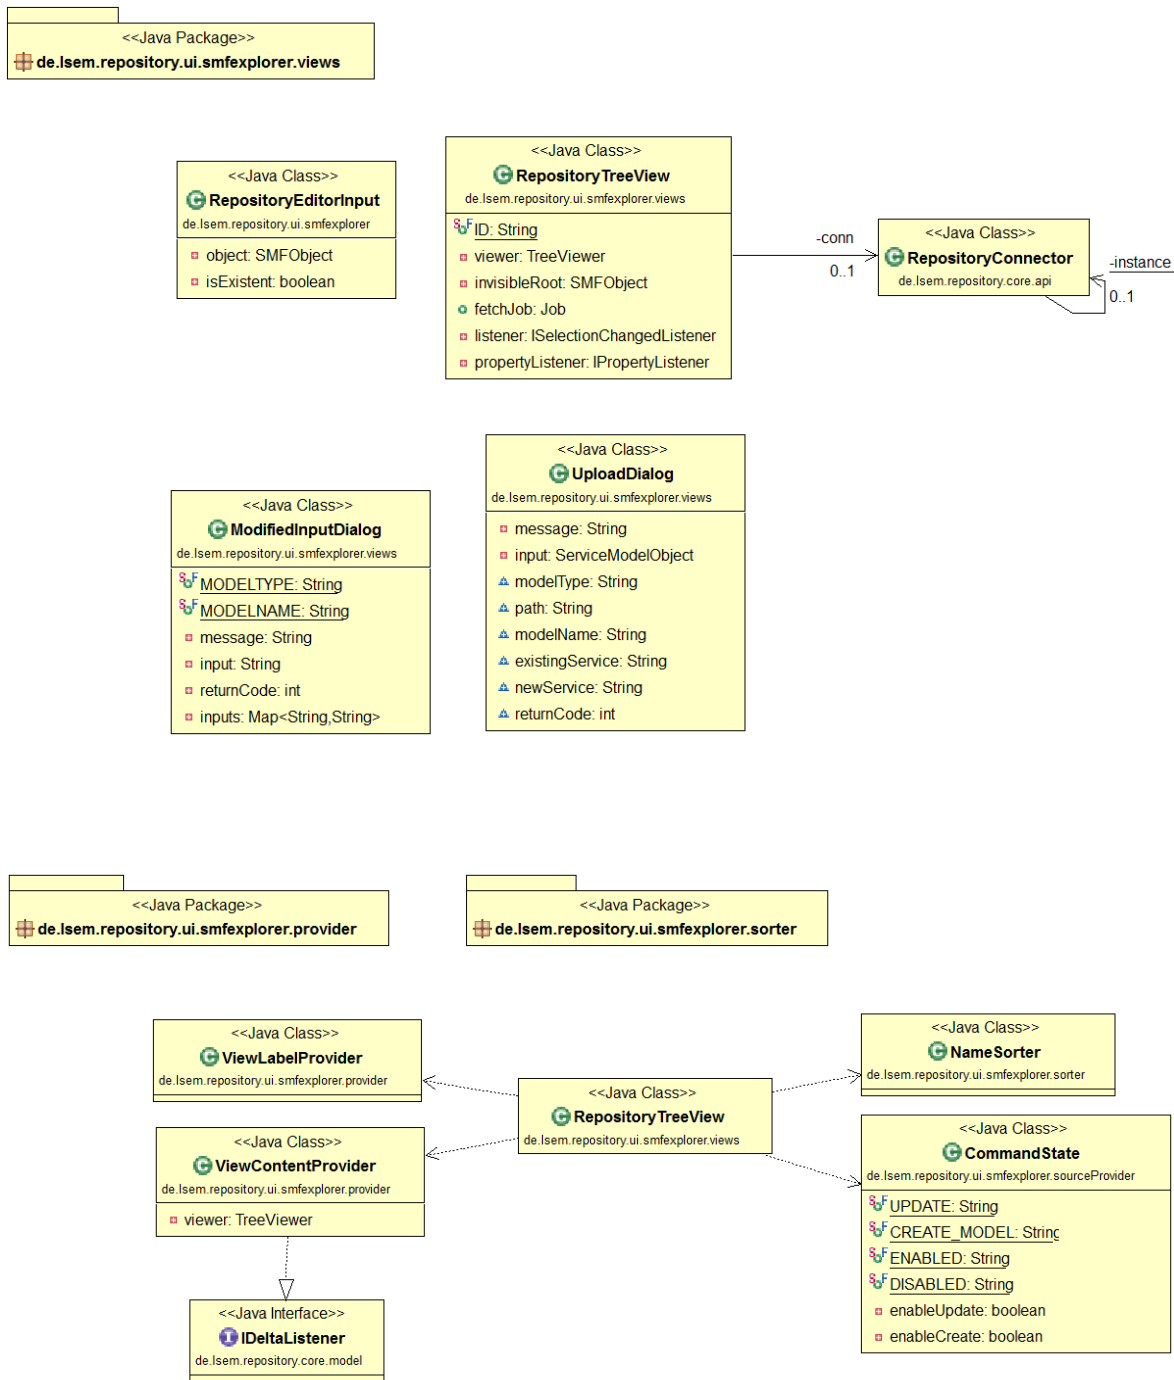 <<Java Package>>
de.lsem.repository.ui.smfexplorer.views
<<Java Class>>
RepositoryEditorInput
de.lsem.repository.ui.smfexplorer
object: SMFObject
isExistent: boolean
<<Java Class>>
RepositoryTreeView
de.lsem.repository.ui.smfexplorer.views
S F ID: String
viewer: TreeViewer
invisibleRoot: SMFObject
fetchJob: Job
listener: ISelectionChangedListener
propertyListener: IPropertyListener
-conn
0..1
<<Java Class>>
C RepositoryConnector
de.lsem.repository.core.api
-instance
0..1
<<Java Class>>
C ModifiedInputDialog
de.lsem.repository.ui.smfexplorer.views
S F MODELTYPE: String
S F MODELNAME: String
message: String
input: String
returnCode: int
inputs: Map<String,String>
<<Java Class>>
C UploadDialog
de.lsem.repository.ui.smfexplorer.views
message: String
input: ServiceModelObject
modelType: String
path: String
modelName: String
existingService: String
newService: String
returnCode: int
<<Java Package>>
de.lsem.repository.ui.smfexplorer.provider
<<Java Package>>
de.lsem.repository.ui.smfexplorer.sorter
<<Java Class>>
C ViewLabelProvider
de.lsem.repository.ui.smfexplorer.provider
<<Java Class>>
C ViewContentProvider
de.lsem.repository.ui.smfexplorer.provider
viewer: TreeViewer
<<Java Interface>>
I IDeltaListener
de.lsem.repository.core.model
<<Java Class>>
C RepositoryTreeView
de.lsem.repository.ui.smfexplorer.views
<<Java Class>>
C NameSorter
de.lsem.repository.ui.smfexplorer.sorter
<<Java Class>>
C CommandState
de.lsem.repository.ui.smfexplorer.sourceProvider
S F UPDATE: String
S F CREATE_MODEL: String
S F ENABLED: String
S F DISABLED: String
enableUpdate: boolean
enableCreate: boolean